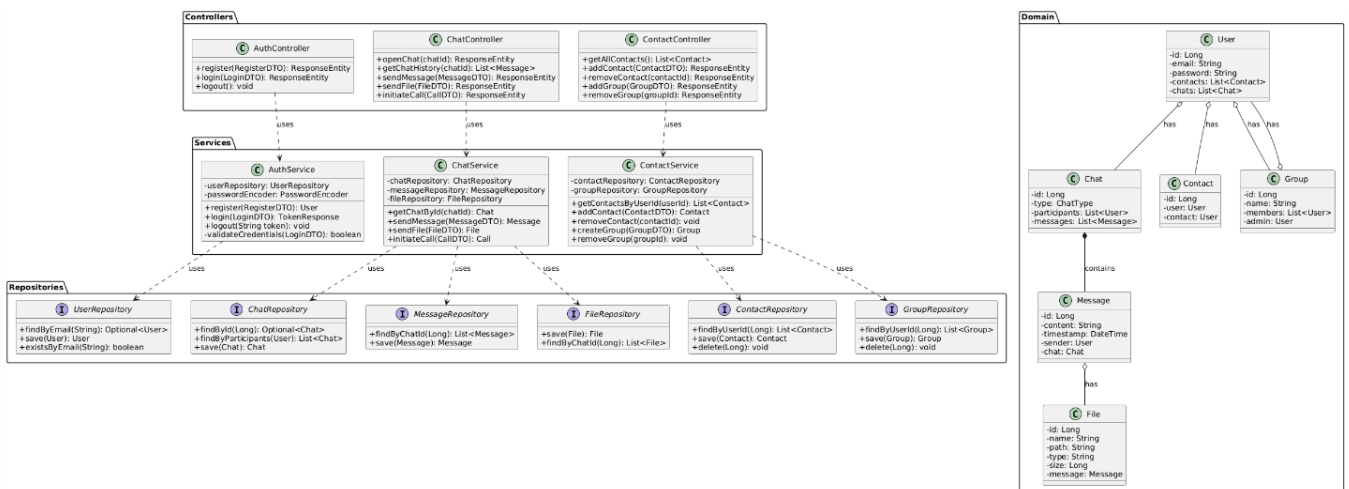 Controllers
C AuthController
+register(RegisterDTO): ResponseEntity
+login(LoginDTO): ResponseEntity
+logout(): void
C ChatController
+openChat(chatId): ResponseEntity
+getChatHistory(chatId): List<Message>
+sendMessage(MessageDTO): ResponseEntity
+sendFile(FileDTO): ResponseEntity
+initiateCall(CallDTO): ResponseEntity
C ContactController
+getAllContacts(): List<Contact>
+addContact(ContactDTO): ResponseEntity
+removeContact(contactId): ResponseEntity
+addGroup(GroupDTO): ResponseEntity
+removeGroup(groupId): ResponseEntity
uses
uses
uses
Services
C AuthService
-userRepository: UserRepository
-passwordEncoder: PasswordEncoder
+register(RegisterDTO): User
+login(LoginDTO): TokenResponse
+logout(String token): void
-validateCredentials(LoginDTO): boolean
C ChatService
-chatRepository: ChatRepository
-messageRepository: MessageRepository
-fileRepository: FileRepository
+getChatById(chatId): Chat
+sendMessage(MessageDTO): Message
+sendFile(FileDTO): File
+initiateCall(CallDTO): Call
C ContactService
-contactRepository: ContactRepository
-groupRepository: GroupRepository
+getContactsByUserId(userId): List<Contact>
+addContact(ContactDTO): Contact
+removeContact(contactId): void
+createGroup(GroupDTO): Group
+removeGroup(groupId): void
uses
uses
uses
uses
uses
uses
Repositories
I UserRepository
+findByEmail(String): Optional<User>
+save(User): User
+existsByEmail(String): boolean
I ChatRepository
+findById(Long): Optional<Chat>
+findByParticipants(User): List<Chat>
+save(Chat): Chat
I MessageRepository
+findByChatId(Long): List<Message>
+save(Message): Message
I FileRepository
+save(File): File
+findByChatId(Long): List<File>
I ContactRepository
+findByUserId(Long): List<Contact>
+save(Contact): Contact
+delete(Long): void
I GroupRepository
+findByUserId(Long): List<Group>
+save(Group): Group
+delete(Long): void
Domain
C User
-id: Long
-email: String
-password: String
-contacts: List<Contact>
-chats: List<Chat>
has
has
has
has
C Chat
-id: Long
-type: ChatType
-participants: List<User>
-messages: List<Message>
C Contact
-id: Long
-user: User
-contact: User
C Group
-id: Long
-name: String
-members: List<User>
-admin: User
contains
C Message
-id: Long
-content: String
-timestamp: DateTime
-sender: User
-chat: Chat
has
C File
-id: Long
-name: String
-path: String
-type: String
-size: Long
-message: Message